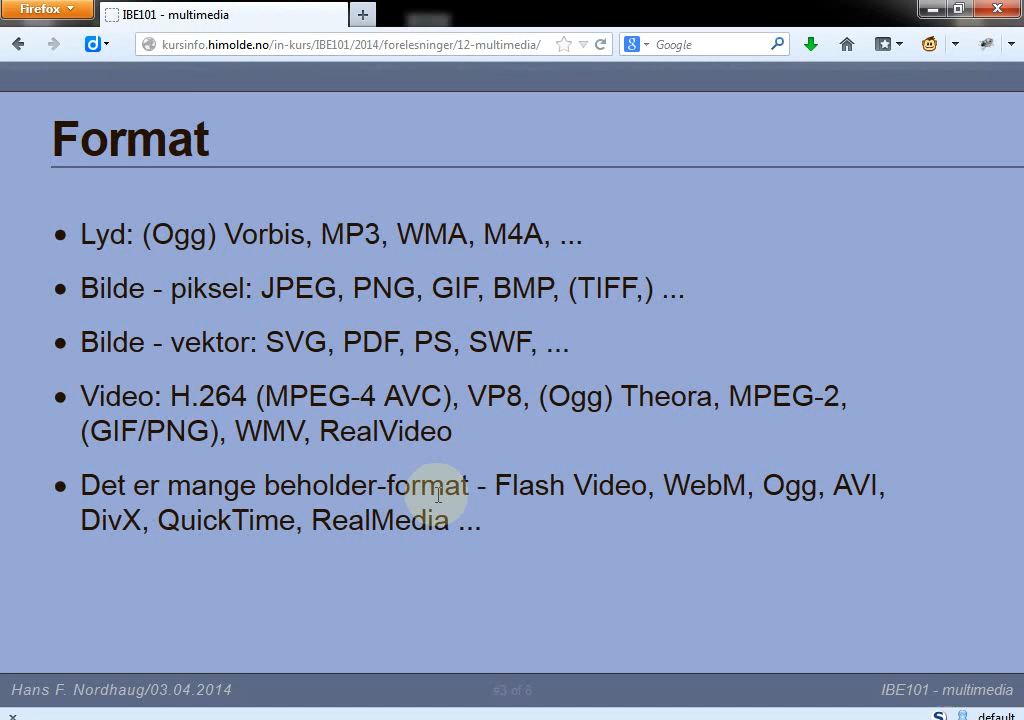 Firefox
IBE101 - multimedia
kursinfo.himolde.no/in-kurs/IBE101/2014/forelesninger/12-multimedia/
Google
Format
Lyd: (Ogg) Vorbis, MP3, WMA, M4A, ...
Bilde - piksel: JPEG, PNG, GIF, BMP, (TIFF,) ...
Bilde - vektor: SVG, PDF, PS, SWF, ...
Video: H.264 (MPEG-4 AVC), VP8, (Ogg) Theora, MPEG-2,
(GIF/PNG), WMV, RealVideo
Det er mange beholder-format - Flash Video, WebM, Ogg, AVI,
DivX, QuickTime, RealMedia ...
Hans F. Nordhaug/03.04.2014
#3 of 6
IBE101 - multimedia
default